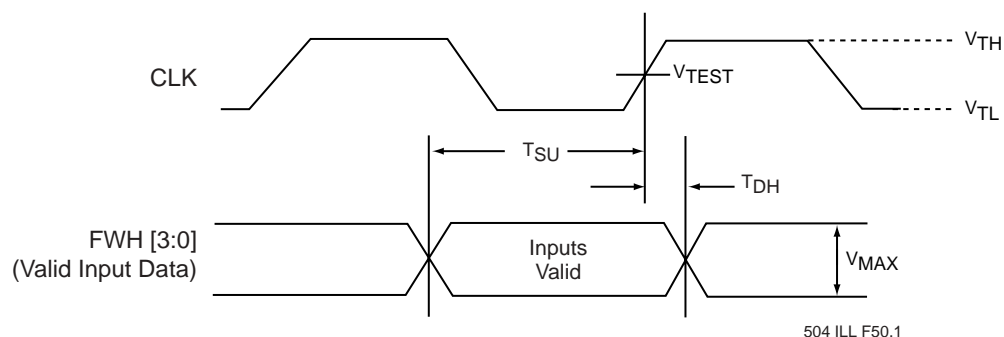 CLK
VTEST
VTH
VTL
TSU
TDH
FWH [3:0]
(Valid Input Data)
Inputs
Valid
VMAX
504 ILL F50.1